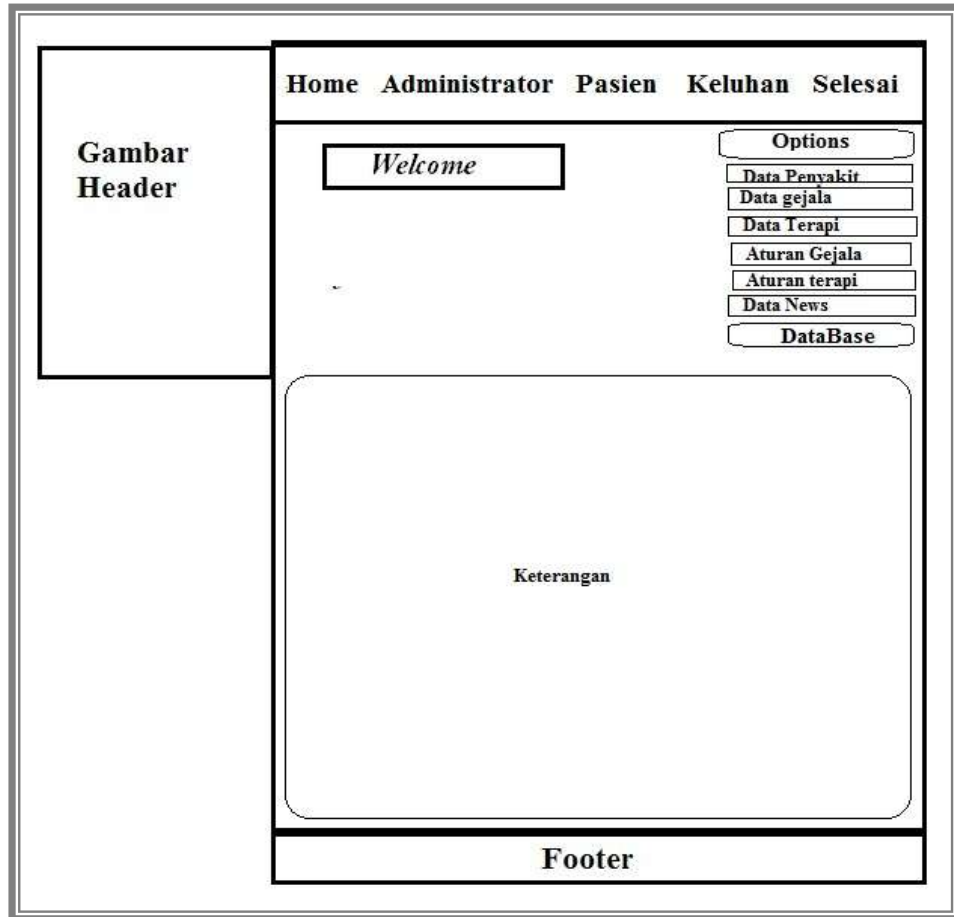 Home Administrator Pasien Keluhan Selesai
Gambar
Header
Welcome
Options
Data Penyakit
Data gejala
Data Terapi
Aturan Gejala
Aturan terapi
Data News
DataBase
Keterangan
Footer